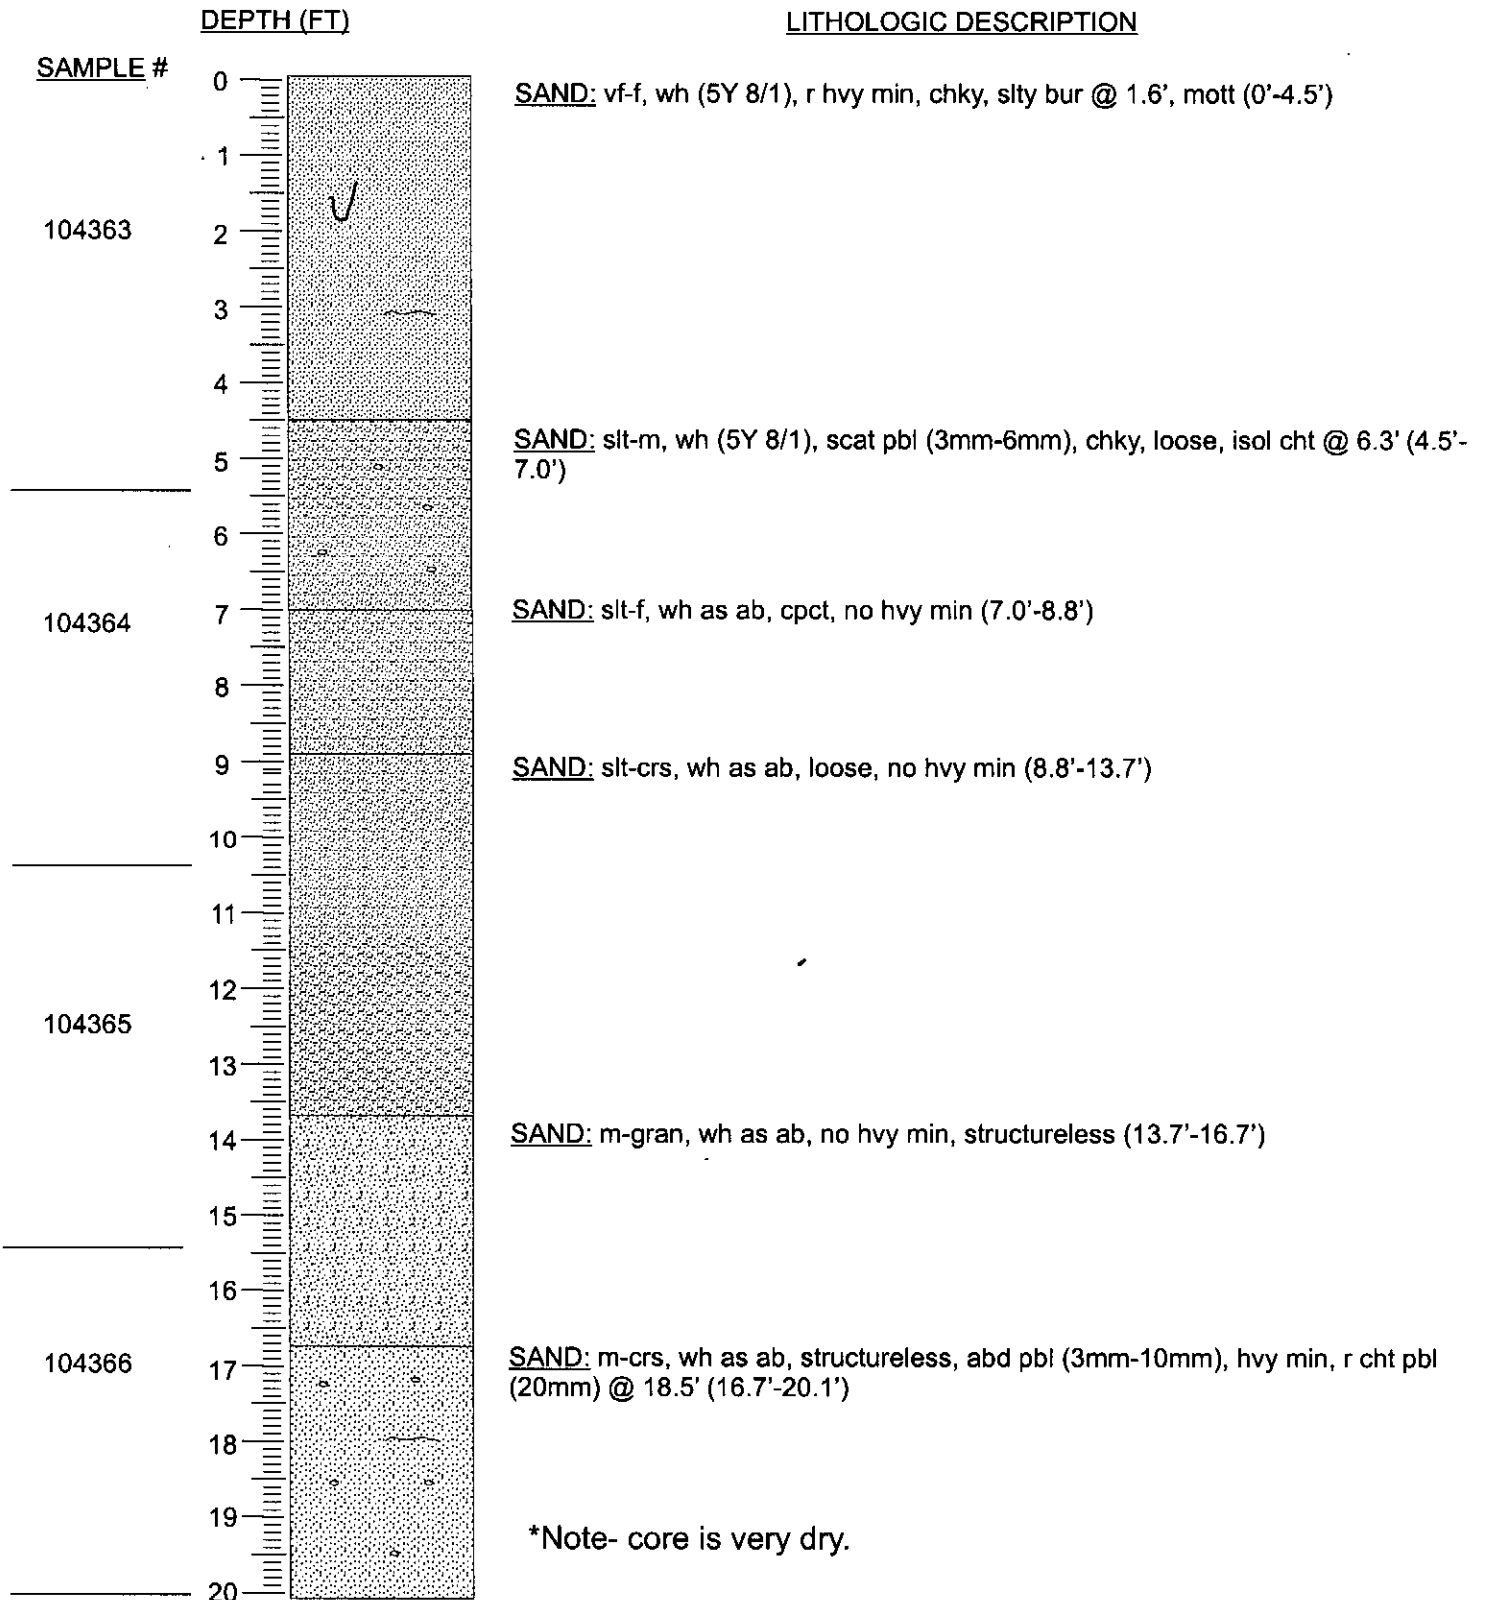 DEPTH (FT)
LITHOLOGIC DESCRIPTION
SAMPLE #
0
SAND: vf-f, wh (5Y 8/1), r hvy min, chky, slty bur @ 1.6', mott (0'-4.5')
1
104363
2
3
4
SAND: slt-m, wh (5Y 8/1), scat pbl (3mm-6mm), chky, loose, isol cht @ 6.3' (4.5'-
7.0')
5
6
104364
7
SAND: slt-f, wh as ab, cpct, no hvy min (7.0'-8.8')
8
9
SAND: slt-crs, wh as ab, loose, no hvy min (8.8'-13.7')
10
11
12
104365
13
14
SAND: m-gran, wh as ab, no hvy min, structureless (13.7'-16.7')
15
16
104366
17
SAND: m-crs, wh as ab, structureless, abd pbl (3mm-10mm), hvy min, r cht pbl
(20mm) @ 18.5' (16.7'-20.1')
18
19
*Note- core is very dry.
20